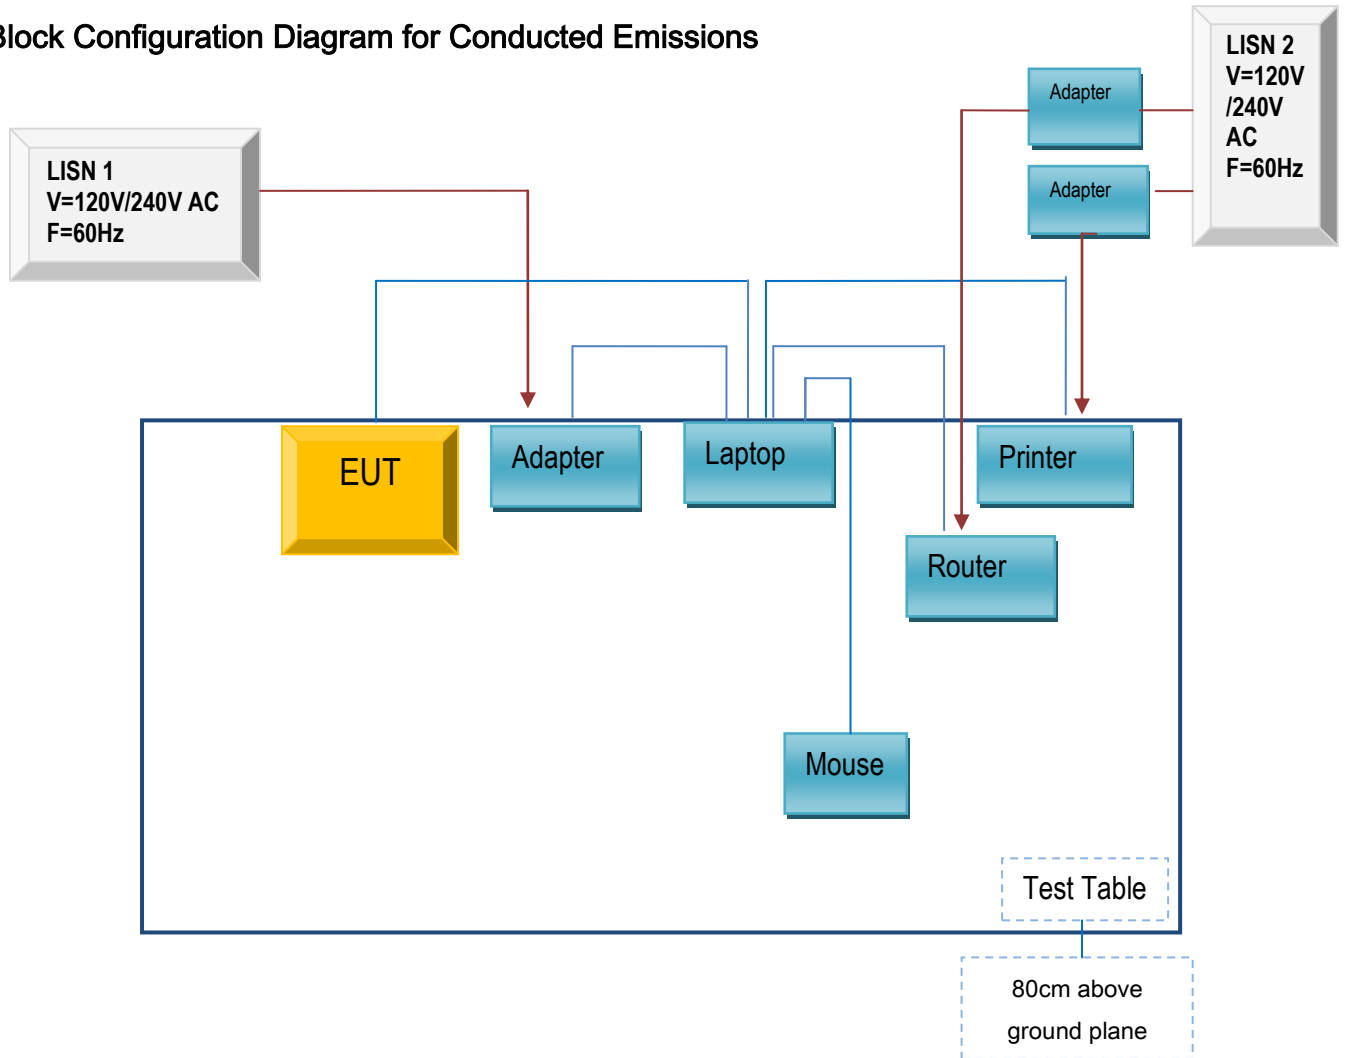 Block Configuration Diagram for Conducted Emissions
LISN 2
V=120V
/240V
AC
F=60Hz
Adapter
Adapter
LISN 1
V=120V/240V AC
F=60Hz
EUT
Adapter
Laptop
Printer
Router
Mouse
Test Table
80cm above
ground plane